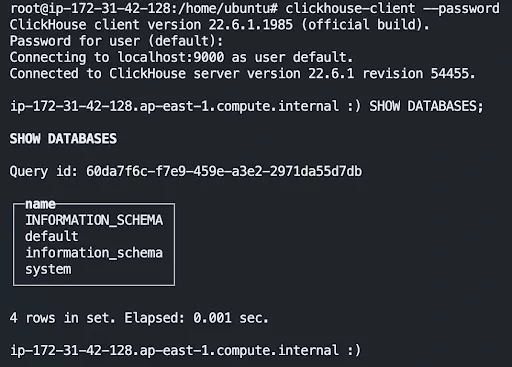 root@ip-172-31-42-128:/home/ubuntu# clickhouse-client --password
ClickHouse client version 22.6.1.1985 (official build).
Password for user (default):
Connecting to localhost:9000 as user default.
Connected to ClickHouse server version 22.6.1 revision 54455.
ip-172-31-42-128.ap-east-1.compute.internal :) SHOW DATABASES;
SHOW DATABASES
Query id: 60da7f6c-f7e9-459e-a3e2-2971da55d7db
name
INFORMATION_SCHEMA
default
information_schema
system
4 rows in set. Elapsed: 0.001 sec.
ip-172-31-42-128.ap-east-1.compute.internal :)